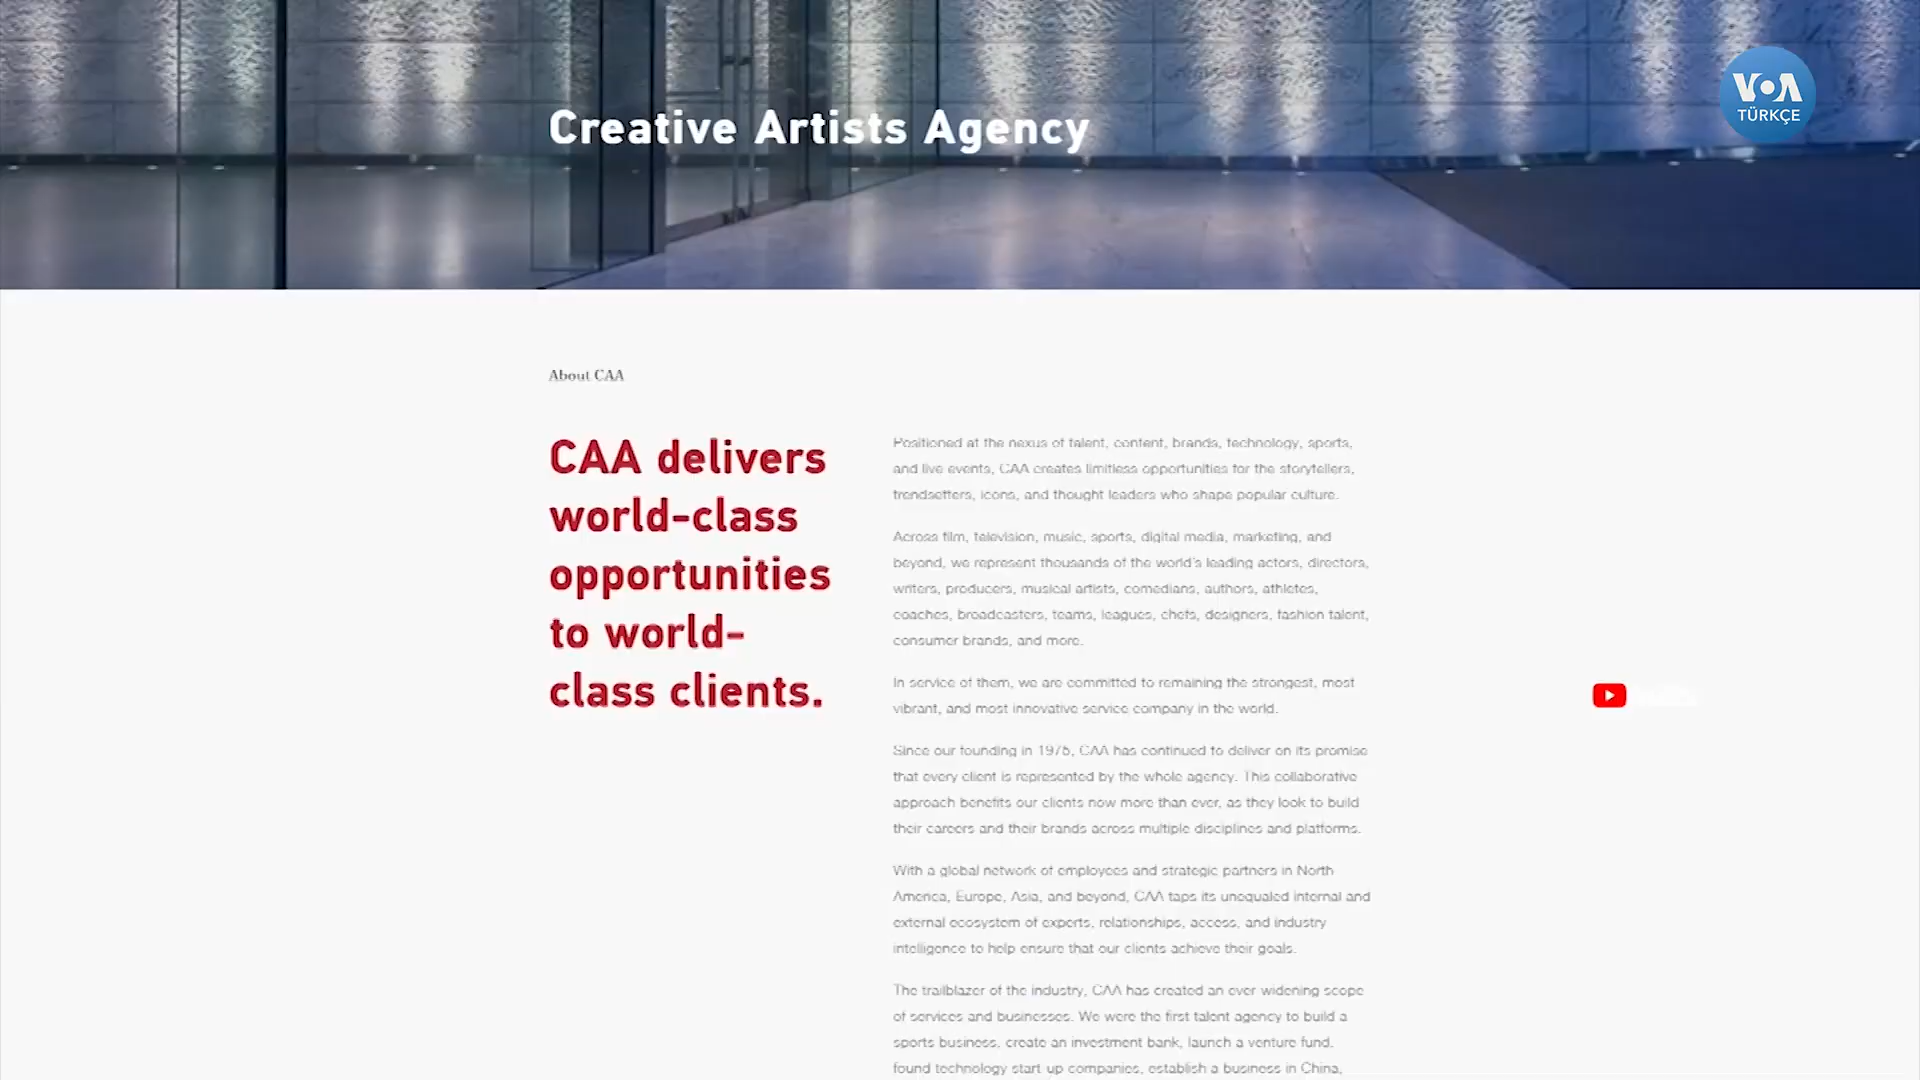 Creative Artists Agency
VOA
TÜRKÇE
About CAA
CAA delivers
world-class
opportunities
to world-
class clients.
Positioned at the nexus of talent, content, brands, technology, sports,
and live events, CAA creates limitless opportunities for the storytellers,
trendsetters, icons, and thought leaders who shape popular culture.
Across film, television, music, sports, digital media, marketing, and
beyond, we represent thousands of the world's leading actors, directors,
writers, producers, musical artists, comedians, authors, athletes,
coaches, broadcasters, teams, leagues, chefs, designers, fashion talent,
consumer brands, and more.
In service of them, we are committed to remaining the strongest, most
vibrant, and most innovative service company in the world.
Since our founding in 1975, CAA has continued to deliver on its promise
that every client is represented by the whole agency. This collaborative
approach benefits our clients now more than ever, as they look to build
their careers and their brands across multiple disciplines and platforms.
With a global network of employees and strategic partners in North
America, Europe, Asia, and beyond, CAA taps its unequaled internal and
external ecosystem of experts, relationships, access, and industry
intelligence to help ensure that our clients achieve their goals.
The trailblazer of the industry, CAA has created an ever widening scope
of services and businesses. We were the first talent agency to build a
sports business, create an investment bank, launch a venture fund,
found technology start up companies, establish a business in China,